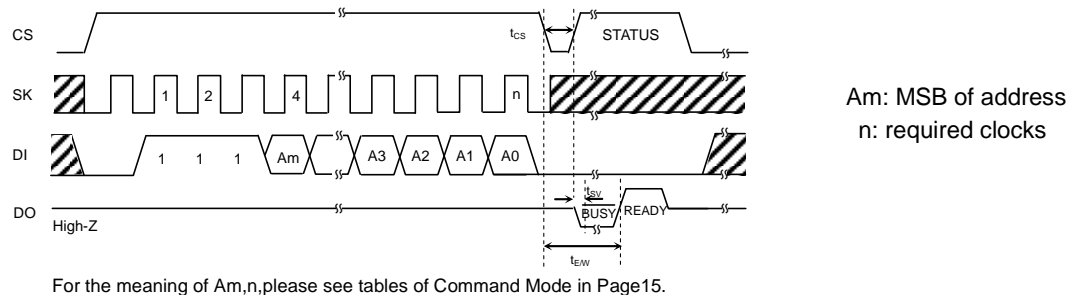 CS
tCS
STATUS
SK
1
2
4
n
Am: MSB of address
n: required clocks
DI
1 1 1 Am A3 A2 A1 A0
tSV
DO
BUSY
READY
High-Z
tE/W
For the meaning of Am,n,please see tables of Command Mode in Page15.